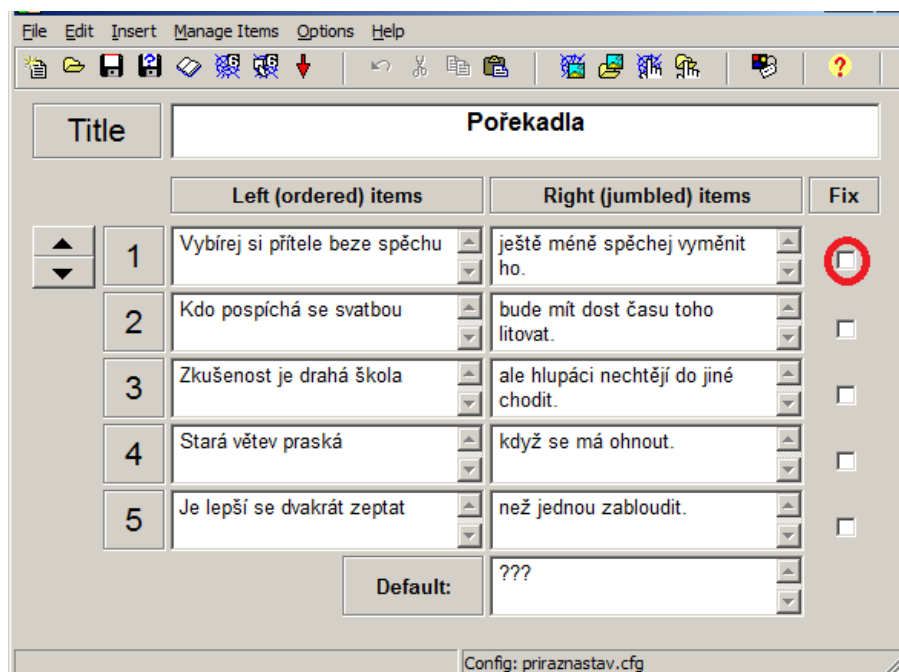 File Edit Insert Manage Items Options Help
Title
Pořekadla
Left (ordered) items
Right (jumbled) items
Fix
1
Vybírej si přítele beze spěchu
ještě méně spěchej vyměnit
ho.
2
Kdo pospíchá se svatbou
bude mít dost času toho
litovat.
3
Zkušenost je drahá škola
ale hlupáci nechtějí do jiné
chodit.
4
Stará větev praská
když se má ohnout.
5
Je lepší se dvakrát zeptat
než jednou zabloudit.
Default:
???
Config: priraznastav.cfg